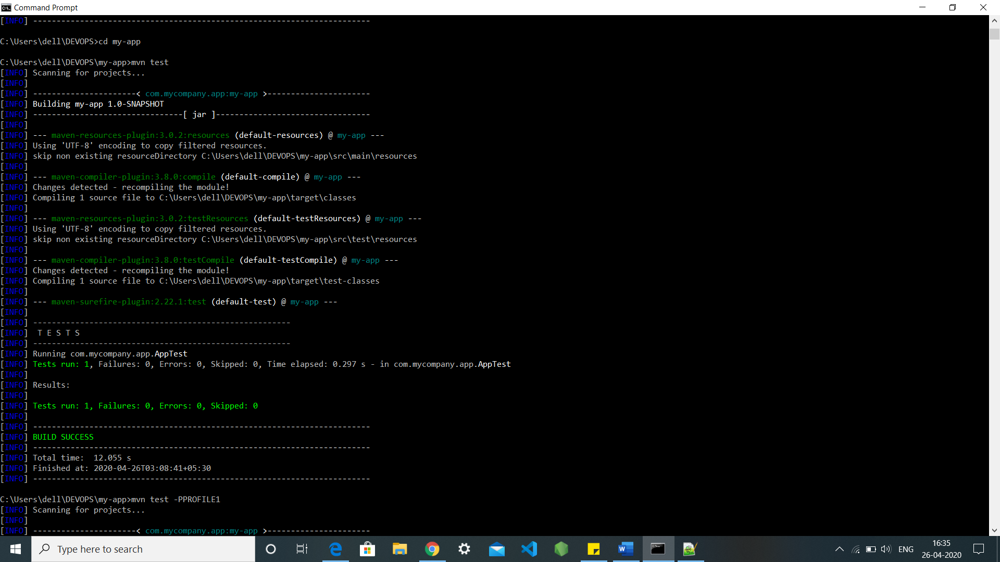 Command Prompt
[INFO] ------------------------------------------------------------------------
C:\Users\dell\DEVOPS>cd my-app
C:\Users\dell\DEVOPS\my-app>mvn test
[INFO] Scanning for projects...
[INFO]
[INFO] ----------------------< com.mycompany.app:my-app >----------------------
[INFO] Building my-app 1.0-SNAPSHOT
[INFO] --------------------------------[ jar ]---------------------------------
[INFO]
[INFO] --- maven-resources-plugin:3.0.2:resources (default-resources) @ my-app ---
[INFO] Using 'UTF-8' encoding to copy filtered resources.
[INFO] skip non existing resourceDirectory C:\Users\dell\DEVOPS\my-app\src\main\resources
[INFO]
[INFO] --- maven-compiler-plugin:3.8.0:compile (default-compile) @ my-app ---
[INFO] Changes detected - recompiling the module!
[INFO] Compiling 1 source file to C:\Users\dell\DEVOPS\my-app\target\classes
[INFO]
[INFO] --- maven-resources-plugin:3.0.2:testResources (default-testResources) @ my-app ---
[INFO] Using 'UTF-8' encoding to copy filtered resources.
[INFO] skip non existing resourceDirectory C:\Users\dell\DEVOPS\my-app\src\test\resources
[INFO]
[INFO] --- maven-compiler-plugin:3.8.0:testCompile (default-testCompile) @ my-app ---
[INFO] Changes detected - recompiling the module!
[INFO] Compiling 1 source file to C:\Users\dell\DEVOPS\my-app\target\test-classes
[INFO]
[INFO] --- maven-surefire-plugin:2.22.1:test (default-test) @ my-app ---
[INFO]
[INFO] -------------------------------------------------------
[INFO]  T E S T S
[INFO] -------------------------------------------------------
[INFO] Running com.mycompany.app.AppTest
[INFO] Tests run: 1, Failures: 0, Errors: 0, Skipped: 0, Time elapsed: 0.297 s - in com.mycompany.app.AppTest
[INFO]
[INFO] Results:
[INFO]
[INFO] Tests run: 1, Failures: 0, Errors: 0, Skipped: 0
[INFO]
[INFO] ------------------------------------------------------------------------
[INFO] BUILD SUCCESS
[INFO] ------------------------------------------------------------------------
[INFO] Total time:  12.055 s
[INFO] Finished at: 2020-04-26T03:08:41+05:30
[INFO] ------------------------------------------------------------------------
C:\Users\dell\DEVOPS\my-app>mvn test -PPROFILE1
[INFO] Scanning for projects...
[INFO]
[INFO] ----------------------< com.mycompany.app:my-app >----------------------
Type here to search
ENG
16:35
26-04-2020